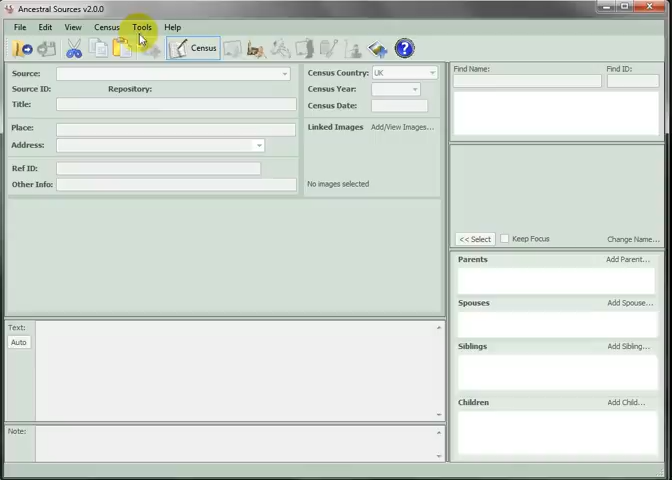 Ancestral Sources v2.0.0
File Edit View Census Tools Help
Census
Source:
Source ID: Repository:
Title:
Place:
Address:
Ref ID:
Other Info:
Census Country: UK
Census Year:
Census Date:
Linked Images Add/View Images...
No images selected
Find Name: Find ID:
<< Select Keep Focus Change Name...
Parents Add Parent...
Spouses Add Spouse...
Siblings Add Sibling...
Children Add Child...
Text:
Auto
Note: